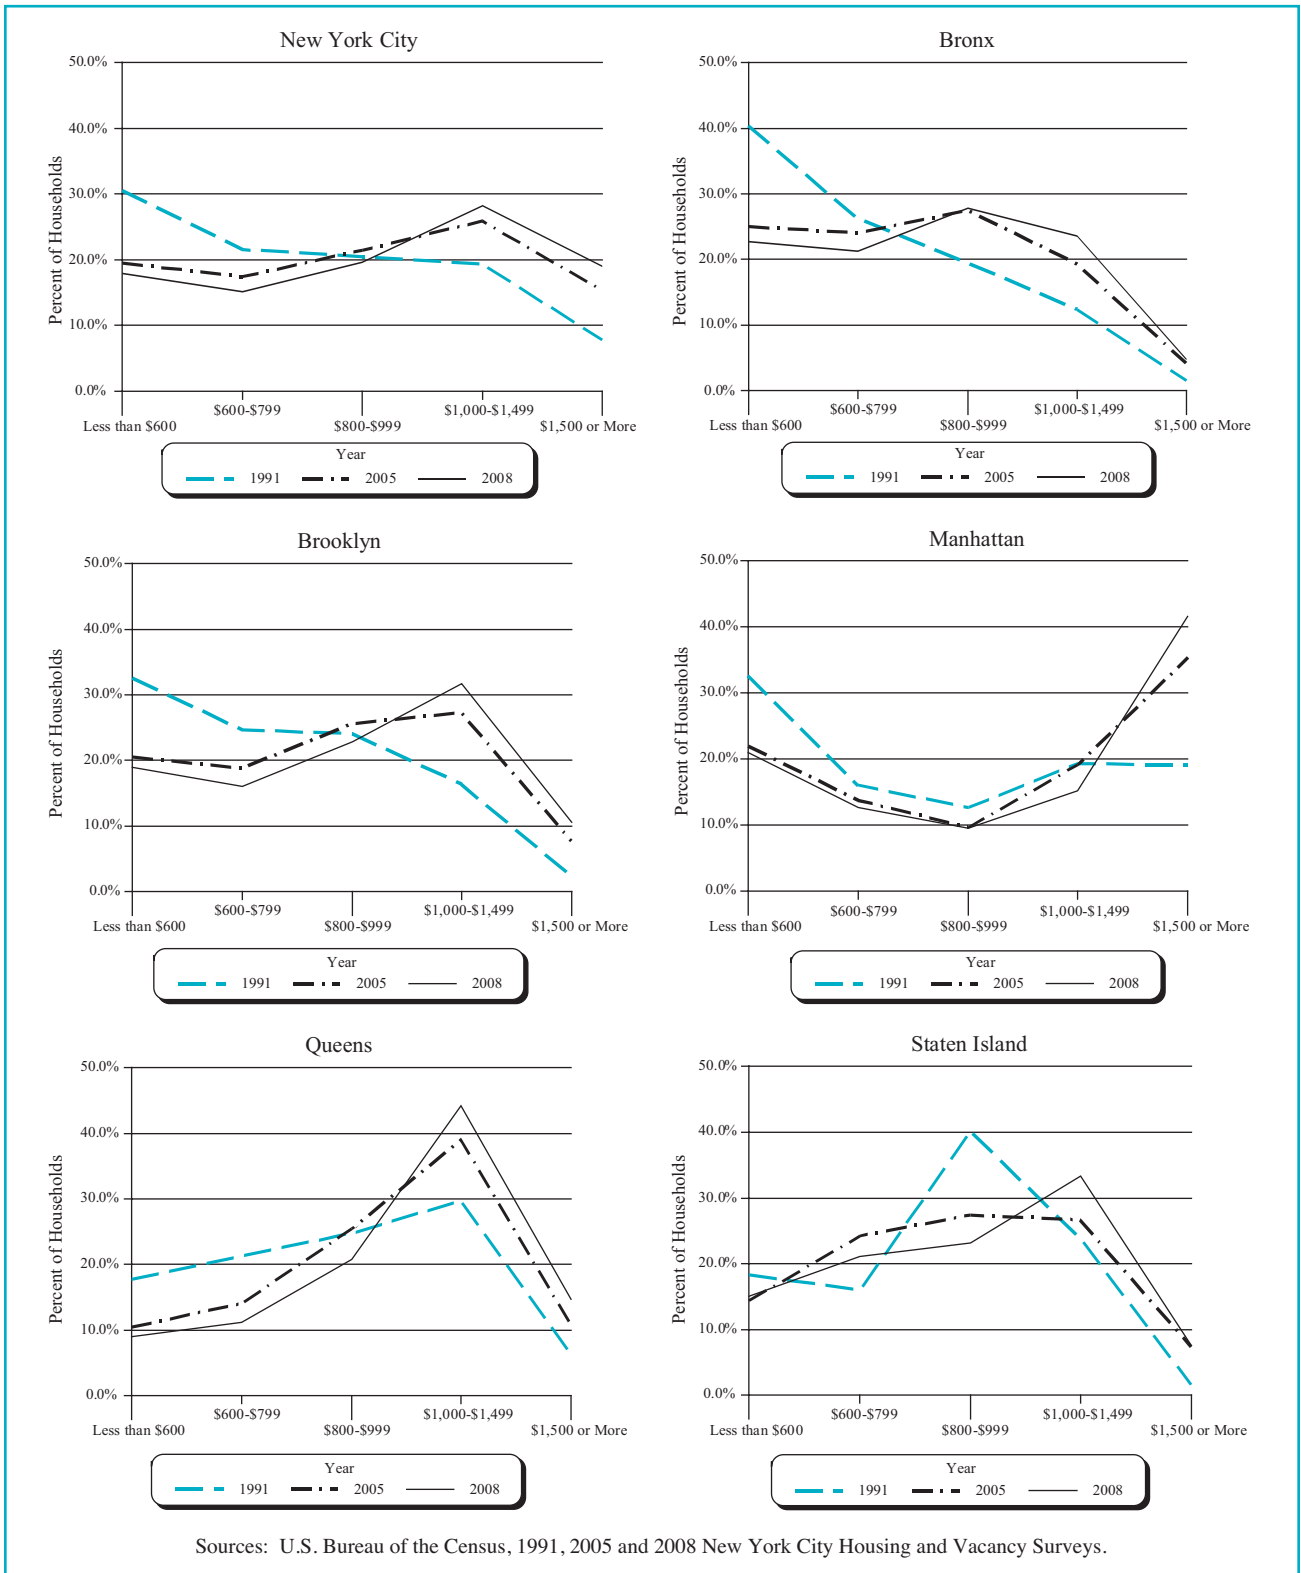 New York City
50.0%
40.0%
30.0%
20.0%
10.0%
0.0%
Percent of Households
$600-$799
$1,000-$1,499
Less than $600
$800-$999
$1,500 or More
Year
1991
2005
2008
Bronx
50.0%
40.0%
30.0%
20.0%
10.0%
0.0%
Percent of Households
$600-$799
$1,000-$1,499
Less than $600
$800-$999
$1,500 or More
Year
1991
2005
2008
Brooklyn
50.0%
40.0%
30.0%
20.0%
10.0%
0.0%
Percent of Households
$600-$799
$1,000-$1,499
Less than $600
$800-$999
$1,500 or More
Year
1991
2005
2008
Manhattan
50.0%
40.0%
30.0%
20.0%
10.0%
0.0%
Percent of Households
$600-$799
$1,000-$1,499
Less than $600
$800-$999
$1,500 or More
Year
1991
2005
2008
Queens
50.0%
40.0%
30.0%
20.0%
10.0%
0.0%
Percent of Households
$600-$799
$1,000-$1,499
Less than $600
$800-$999
$1,500 or More
Year
1991
2005
2008
Staten Island
50.0%
40.0%
30.0%
20.0%
10.0%
0.0%
Percent of Households
$600-$799
$1,000-$1,499
Less than $600
$800-$999
$1,500 or More
Year
1991
2005
2008
Sources: U.S. Bureau of the Census, 1991, 2005 and 2008 New York City Housing and Vacancy Surveys.